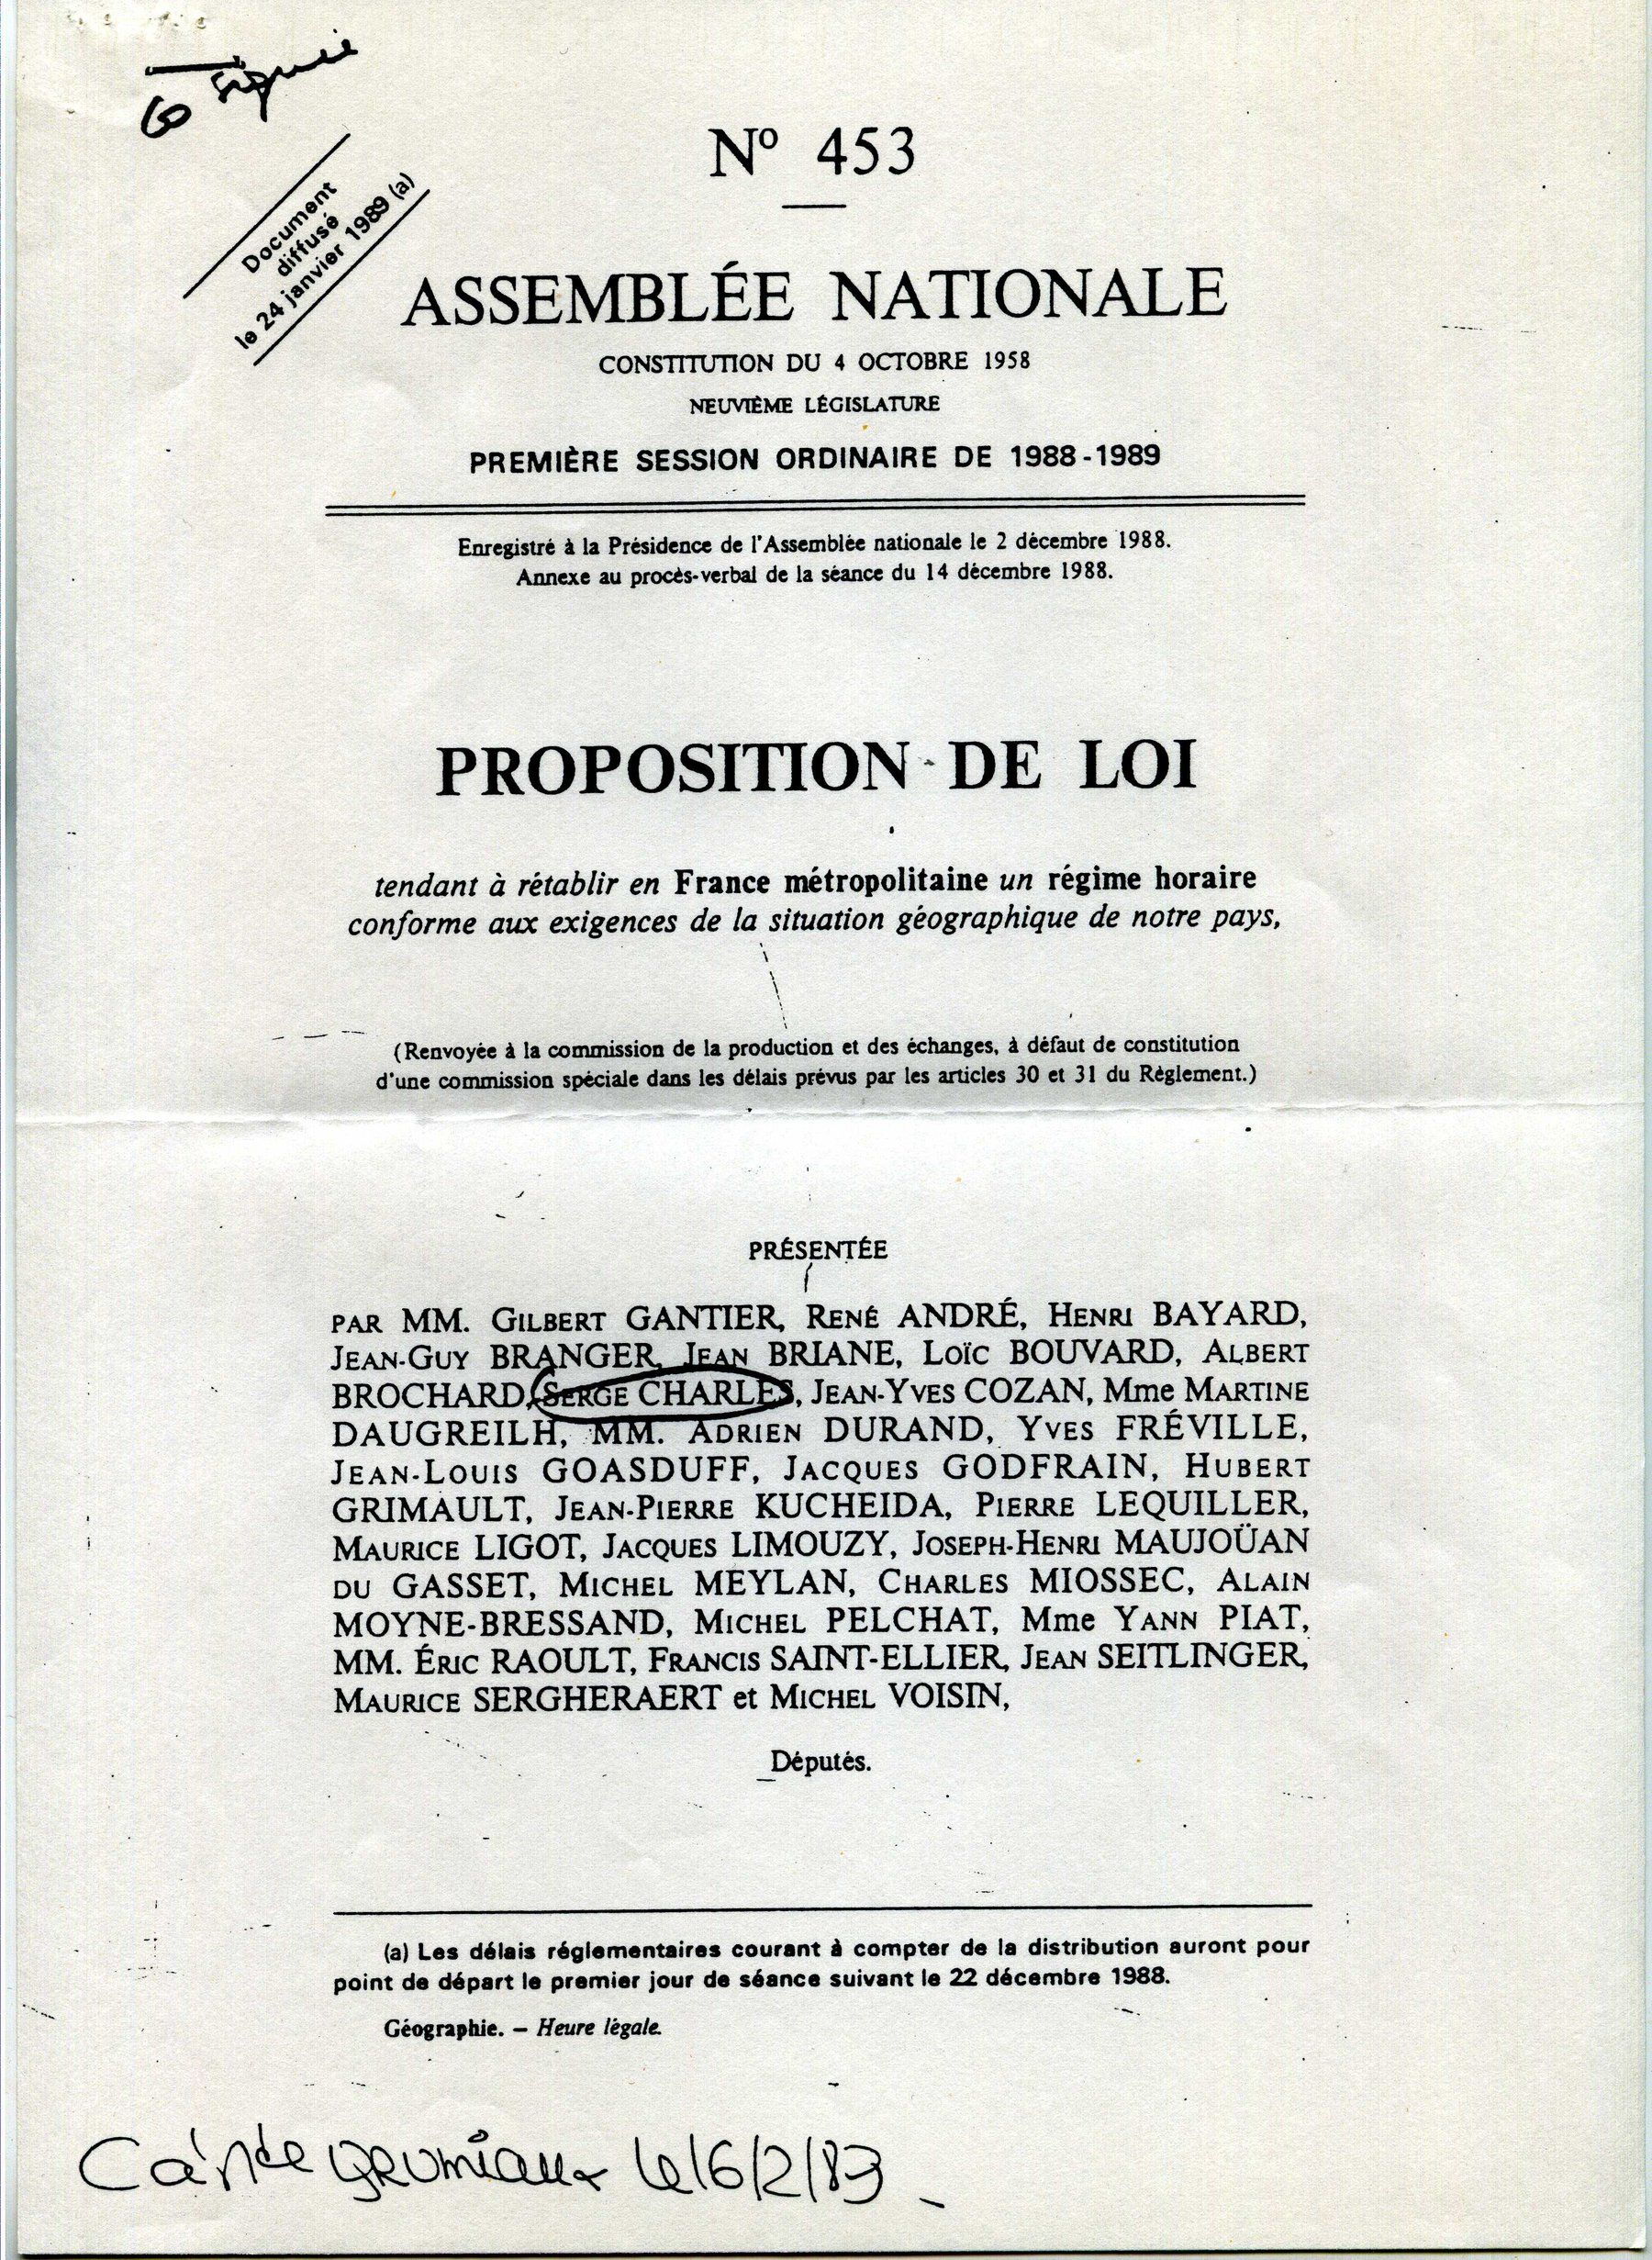 Nº 453
Document
diffusé
le 24 janvier 1989 (a)
ASSEMBLÉE NATIONALE
CONSTITUTION DU 4 OCTOBRE 1958
NEUVIÈME LÉGISLATURE
PREMIÈRE SESSION ORDINAIRE DE 1988-1989
Enregistré à la Présidence de l'Assemblée nationale le 2 décembre 1988.
Annexe au procès-verbal de la séance du 14 décembre 1988.
PROPOSITION DE LOI
tendant à rétablir en France métropolitaine un régime horaire
conforme aux exigences de la situation géographique de notre pays,
(Renvoyée à la commission de la production et des échanges, à défaut de constitution
d'une commission spéciale dans les délais prévus par les articles 30 et 31 du Règlement.)
PRÉSENTÉE
PAR MM. GILBERT GANTIER, RENÉ ANDRÉ, HENRI BAYARD,
JEAN-GUY BRANGER, JEAN BRIANE, LOÏC BOUVARD, ALBERT
BROCHARD, SERGE CHARLES, JEAN-YVES COZAN, Mme MARTINE
DAUGREILH, MM. ADRIEN DURAND, YVES FRÉVILLE,
JEAN-LOUIS GOASDUFF, JACQUES GODFRAIN, HUBERT
GRIMAULT, JEAN-PIERRE KUCHEIDA, PIERRE LEQUILLER,
MAURICE LIGOT, JACQUES LIMOUZY, JOSEPH-HENRI MAUJOÜAN
DU GASSET, MICHEL MEYLAN, CHARLES MIOSSEC, ALAIN
MOYNE-BRESSAND, MICHEL PELCHAT, Mme YANN PIAT,
MM. ÉRIC RAOULT, FRANCIS SAINT-ELLIER, JEAN SEITLINGER,
MAURICE SERGHERAERT et MICHEL VOISIN,
Députés.
(a) Les délais réglementaires courant à compter de la distribution auront pour
point de départ le premier jour de séance suivant le 22 décembre 1988.
Géographie. – Heure légale.
le 16/2/89